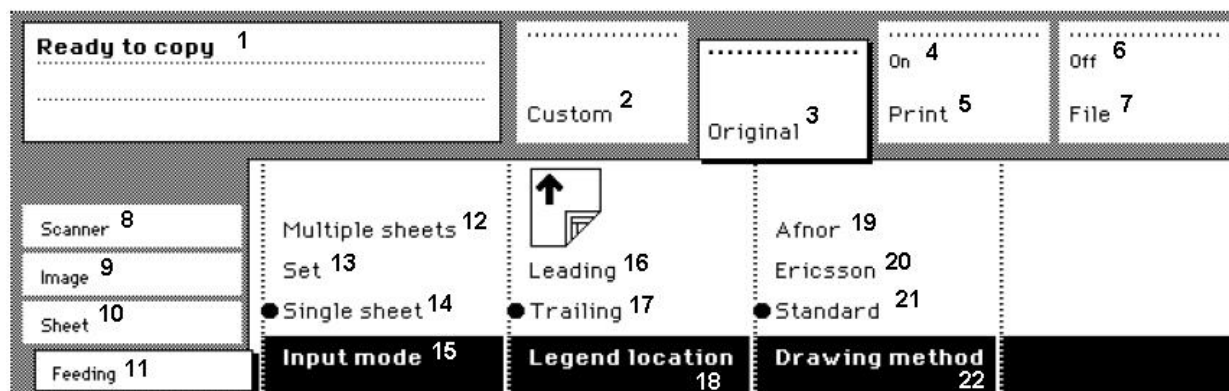 Ready to copy 1
Custom 2
Original 3
On 4
Print 5
Off 6
File 7
Scanner 8
Image 9
Sheet 10
Feeding 11
Multiple sheets 12
Set 13
Single sheet 14
Input mode 15
Leading 16
Trailing 17
Legend location
18
Afnor 19
Ericsson 20
Standard 21
Drawing method
22